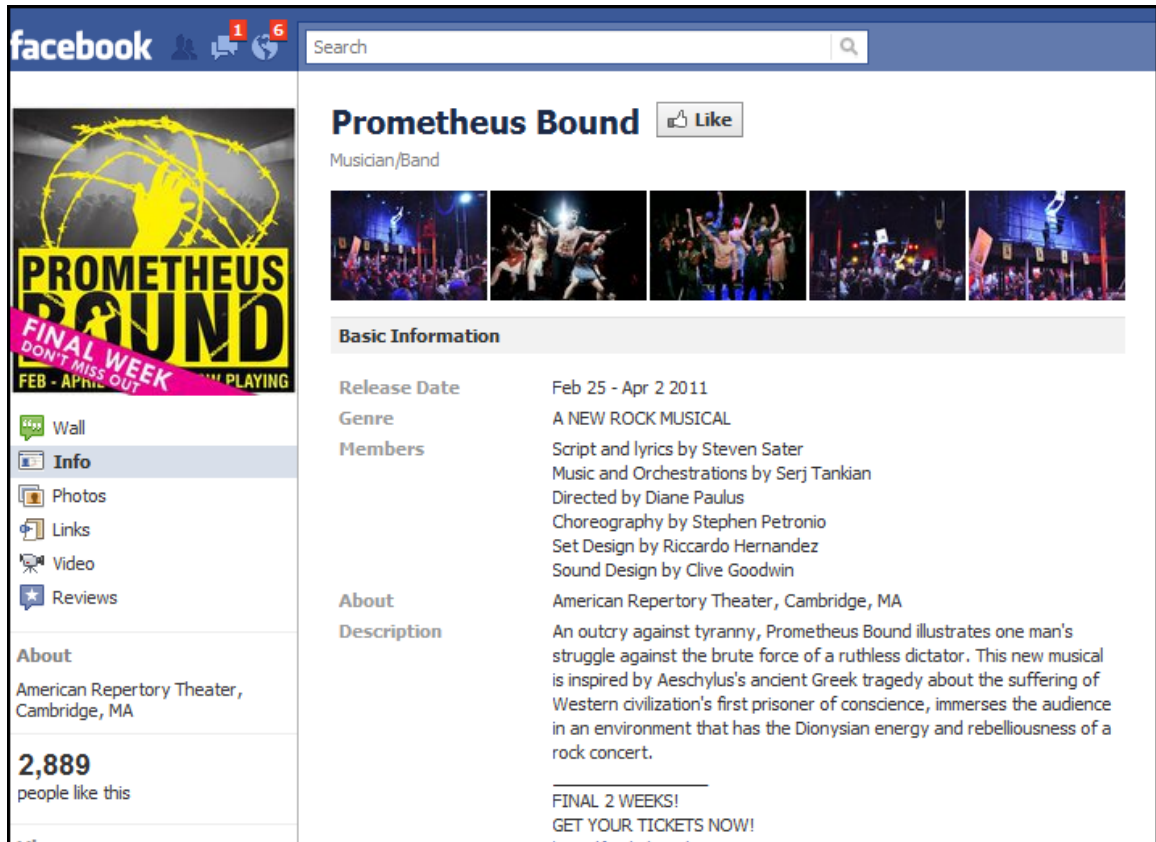 facebook
1
6
Search
PROMETHEUS
BOUND
FINAL WEEK
DON'T MISS OUT
FEB - APRIL
PLAYING
Wall
Info
Photos
Links
Video
Reviews
About
American Repertory Theater,
Cambridge, MA
2,889
people like this
Prometheus Bound
Like
Musician/Band
Basic Information
Release Date Feb 25 - Apr 2 2011
Genre A NEW ROCK MUSICAL
Members Script and lyrics by Steven Sater
Music and Orchestrations by Serj Tankian
Directed by Diane Paulus
Choreography by Stephen Petronio
Set Design by Riccardo Hernandez
Sound Design by Clive Goodwin
About American Repertory Theater, Cambridge, MA
Description An outcry against tyranny, Prometheus Bound illustrates one man's
struggle against the brute force of a ruthless dictator. This new musical
is inspired by Aeschylus's ancient Greek tragedy about the suffering of
Western civilization's first prisoner of conscience, immerses the audience
in an environment that has the Dionysian energy and rebelliousness of a
rock concert.
FINAL 2 WEEKS!
GET YOUR TICKETS NOW!